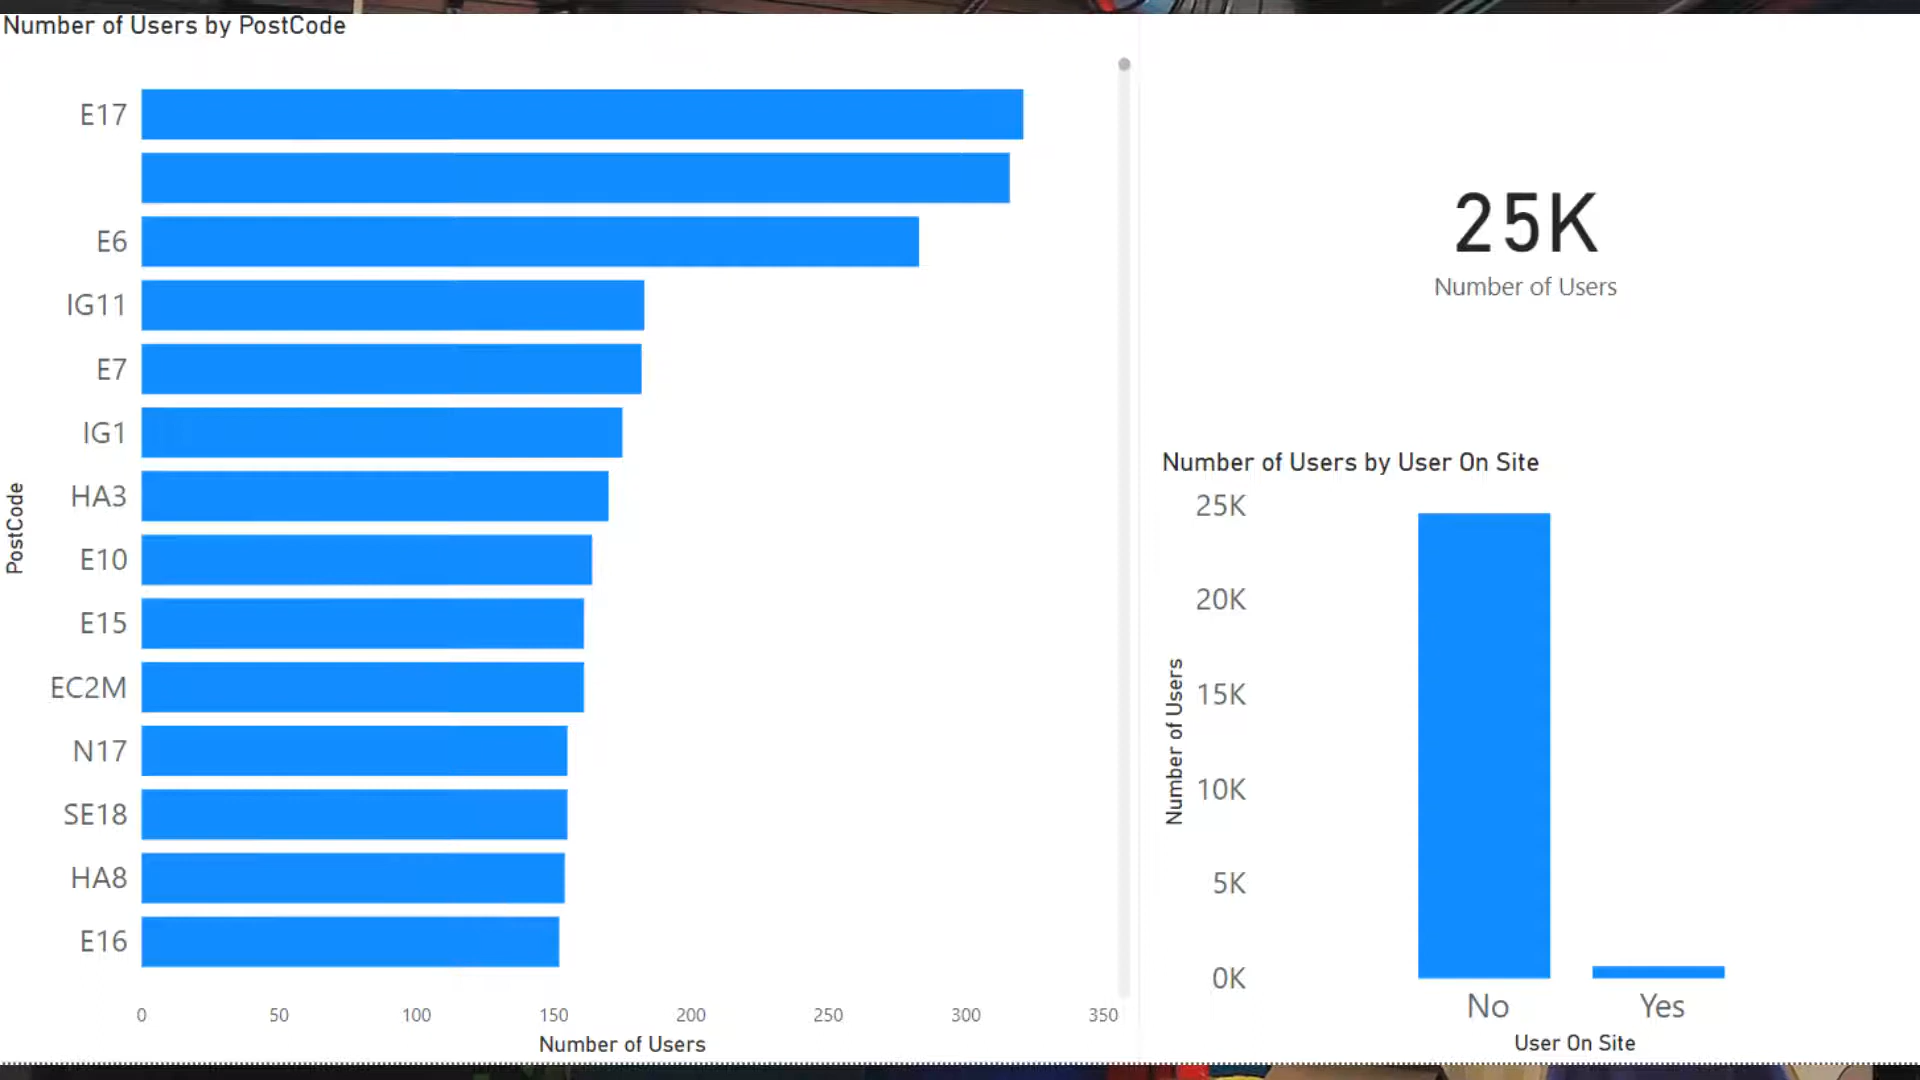 Number of Users by PostCode
PostCode
E17
E6
IG11
E7
IG1
HA3
E10
E15
EC2M
N17
SE18
HA8
E16
0 50 100 150 200 250 300 350
Number of Users
25K
Number of Users
Number of Users by User On Site
Number of Users
25K
20K
15K
10K
5K
0K
No Yes
User On Site